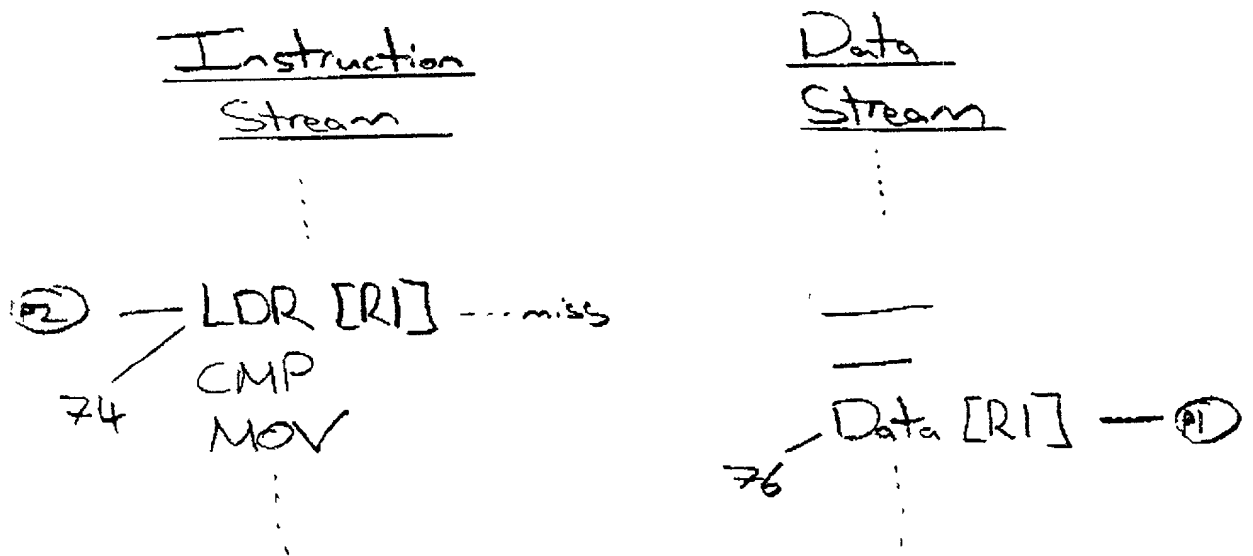 Instruction
Stream
Data
Stream
P2 LDR [R1] ---- miss
74
CMP
MOV
Data [R1] P1
76